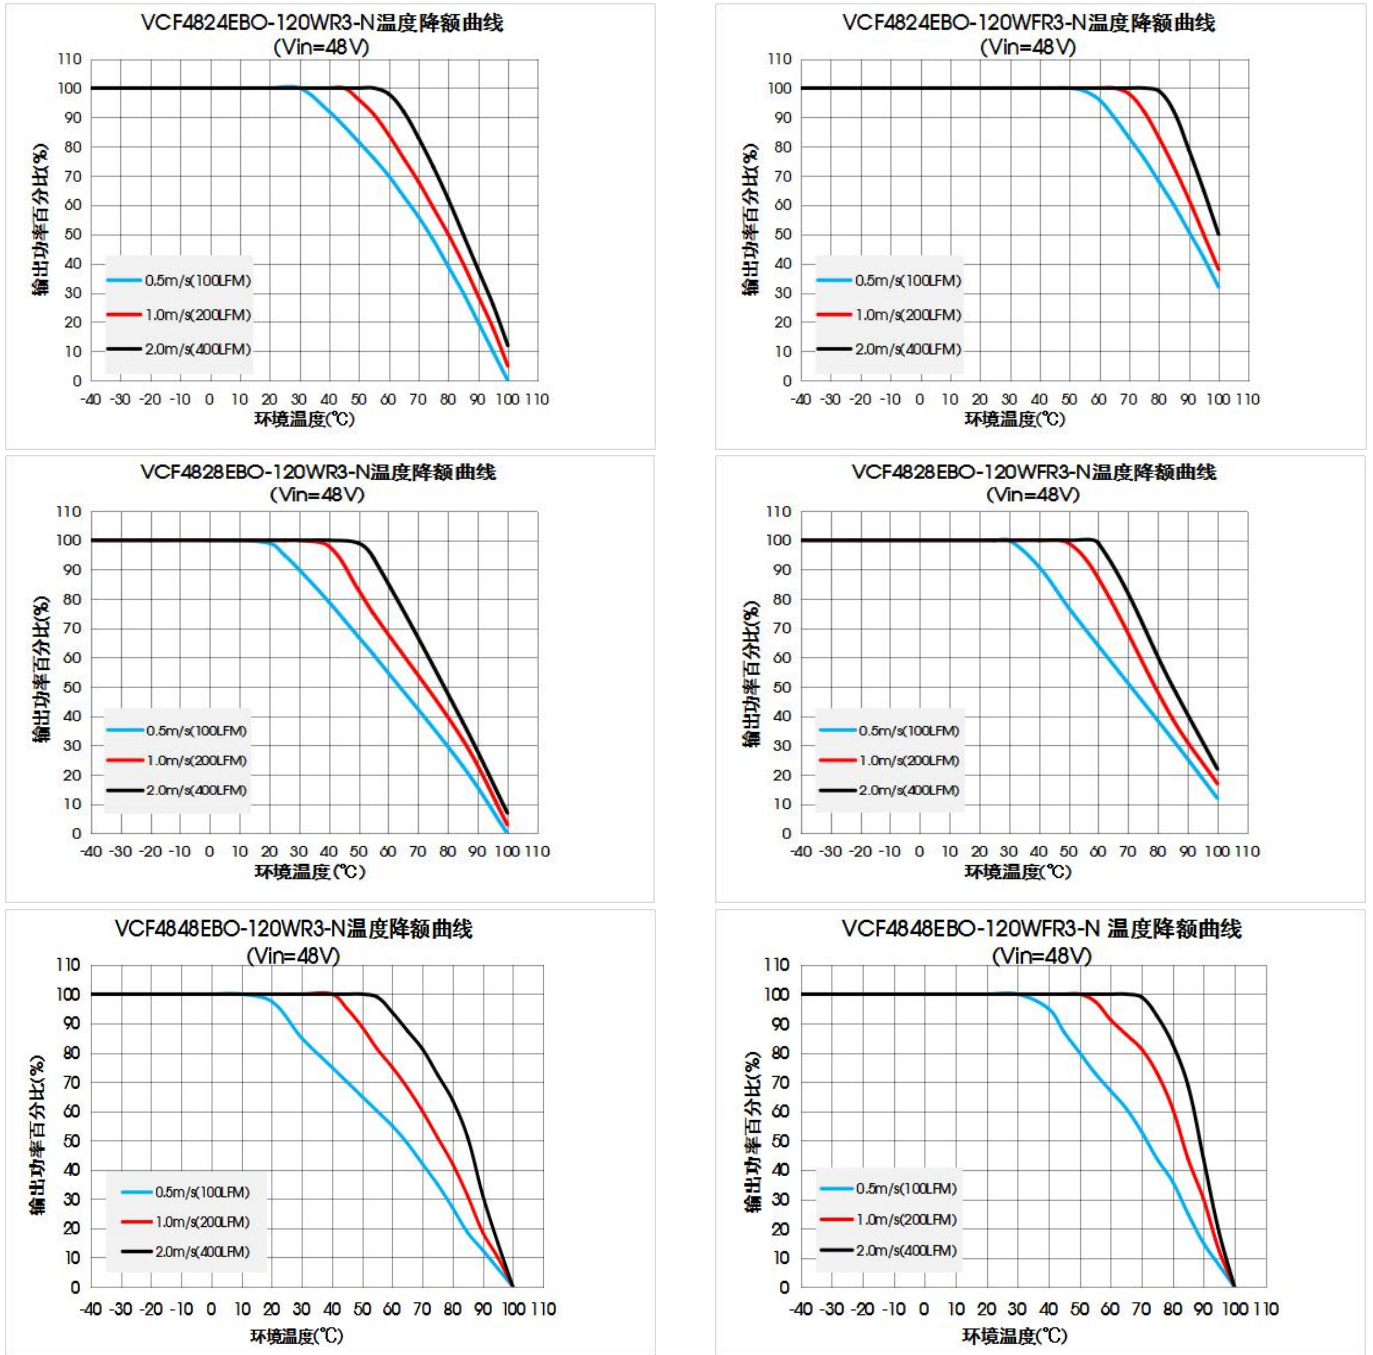 VCF4824EBO-120WR3-N温度降额曲线
(Vin=48V)
110
100
90
80
70
60
50
40
30
20
10
0
输出功率百分比(%)
0.5m/s(100LFM)
1.0m/s(200LFM)
2.0m/s(400LFM)
-40 -30 -20 -10 0 10 20 30 40 50 60 70 80 90 100 110
环境温度(℃)
VCF4824EBO-120WFR3-N温度降额曲线
(Vin=48V)
110
100
90
80
70
60
50
40
30
20
10
0
输出功率百分比(%)
0.5m/s(100LFM)
1.0m/s(200LFM)
2.0m/s(400LFM)
-40 -30 -20 -10 0 10 20 30 40 50 60 70 80 90 100 110
环境温度(℃)
VCF4828EBO-120WR3-N温度降额曲线
(Vin=48V)
110
100
90
80
70
60
50
40
30
20
10
0
输出功率百分比(%)
0.5m/s(100LFM)
1.0m/s(200LFM)
2.0m/s(400LFM)
-40 -30 -20 -10 0 10 20 30 40 50 60 70 80 90 100 110
环境温度(℃)
VCF4828EBO-120WFR3-N温度降额曲线
(Vin=48V)
110
100
90
80
70
60
50
40
30
20
10
0
输出功率百分比(%)
0.5m/s(100LFM)
1.0m/s(200LFM)
2.0m/s(400LFM)
-40 -30 -20 -10 0 10 20 30 40 50 60 70 80 90 100 110
环境温度(℃)
VCF4848EBO-120WR3-N温度降额曲线
(Vin=48V)
110
100
90
80
70
60
50
40
30
20
10
0
输出功率百分比(%)
0.5m/s(100LFM)
1.0m/s(200LFM)
2.0m/s(400LFM)
-40 -30 -20 -10 0 10 20 30 40 50 60 70 80 90 100 110
环境温度(℃)
VCF4848EBO-120WFR3-N 温度降额曲线
(Vin=48V)
110
100
90
80
70
60
50
40
30
20
10
0
输出功率百分比(%)
0.5m/s(100LFM)
1.0m/s(200LFM)
2.0m/s(400LFM)
-40 -30 -20 -10 0 10 20 30 40 50 60 70 80 90 100 110
环境温度(℃)